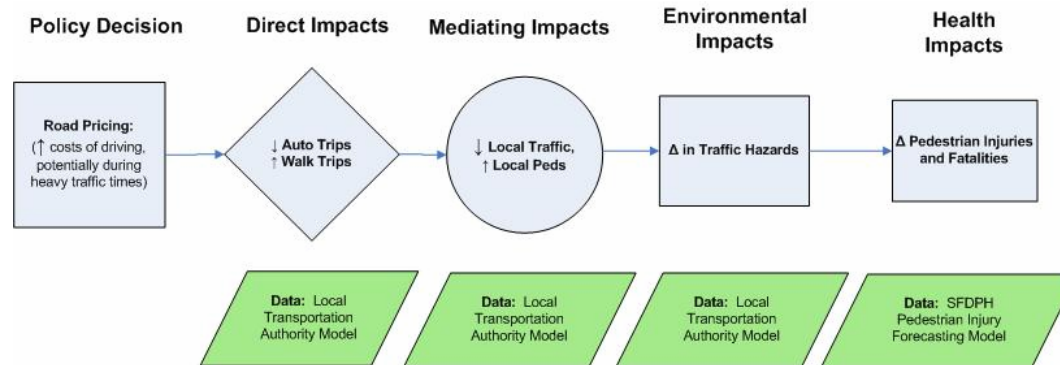 Policy Decision
Direct Impacts
Mediating Impacts
Environmental
Impacts
Health
Impacts
Road Pricing:
(↑ costs of driving,
potentially during
heavy traffic times)
↓ Auto Trips
↑ Walk Trips
↓ Local Traffic,
↑ Local Peds
Δ in Traffic Hazards
Δ Pedestrian Injuries
and Fatalities
Data: Local
Transportation
Authority Model
Data: Local
Transportation
Authority Model
Data: Local
Transportation
Authority Model
Data: SFDPH
Pedestrian Injury
Forecasting Model